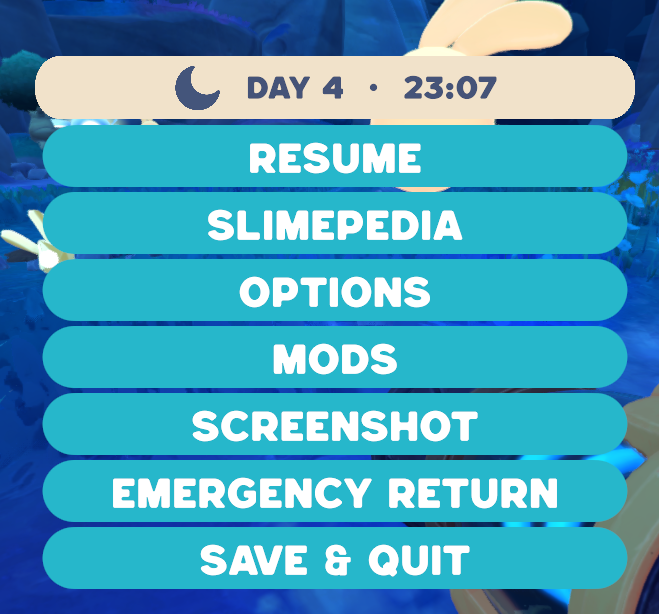 DAY 4 · 23:07
RESUME
SLIMEPEDIA
OPTIONS
MODS
SCREENSHOT
EMERGENCY RETURN
SAVE & QUIT